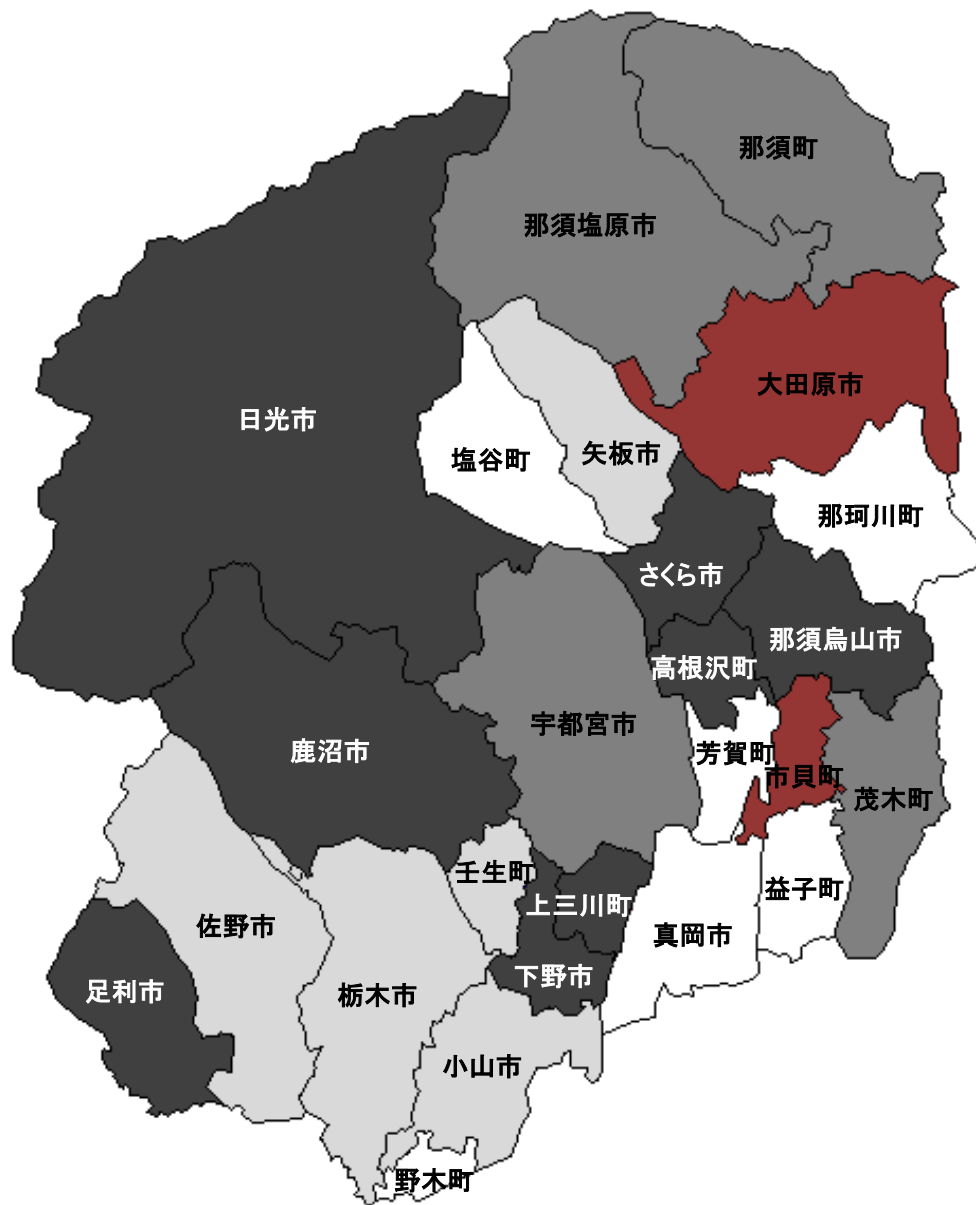 那須町
那須塩原市
大田原市
日光市
塩谷町
矢板市
那珂川町
さくら市
那須烏山市
高根沢町
宇都宮市
芳賀町
鹿沼市
市貝町
茂木町
壬生町
上三川町
益子町
佐野市
真岡市
下野市
足利市
栃木市
小山市
野木町